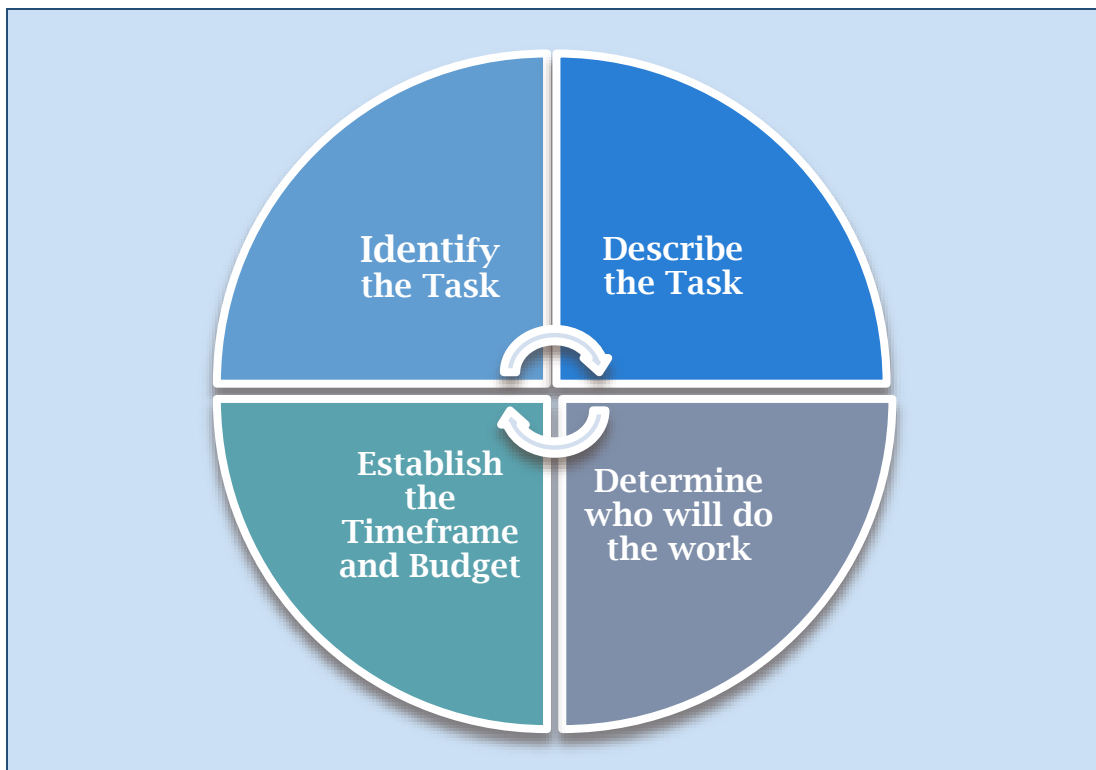 Identify
the Task
Describe
the Task
Determine
who will do
the work
Establish
the
Timeframe
and Budget